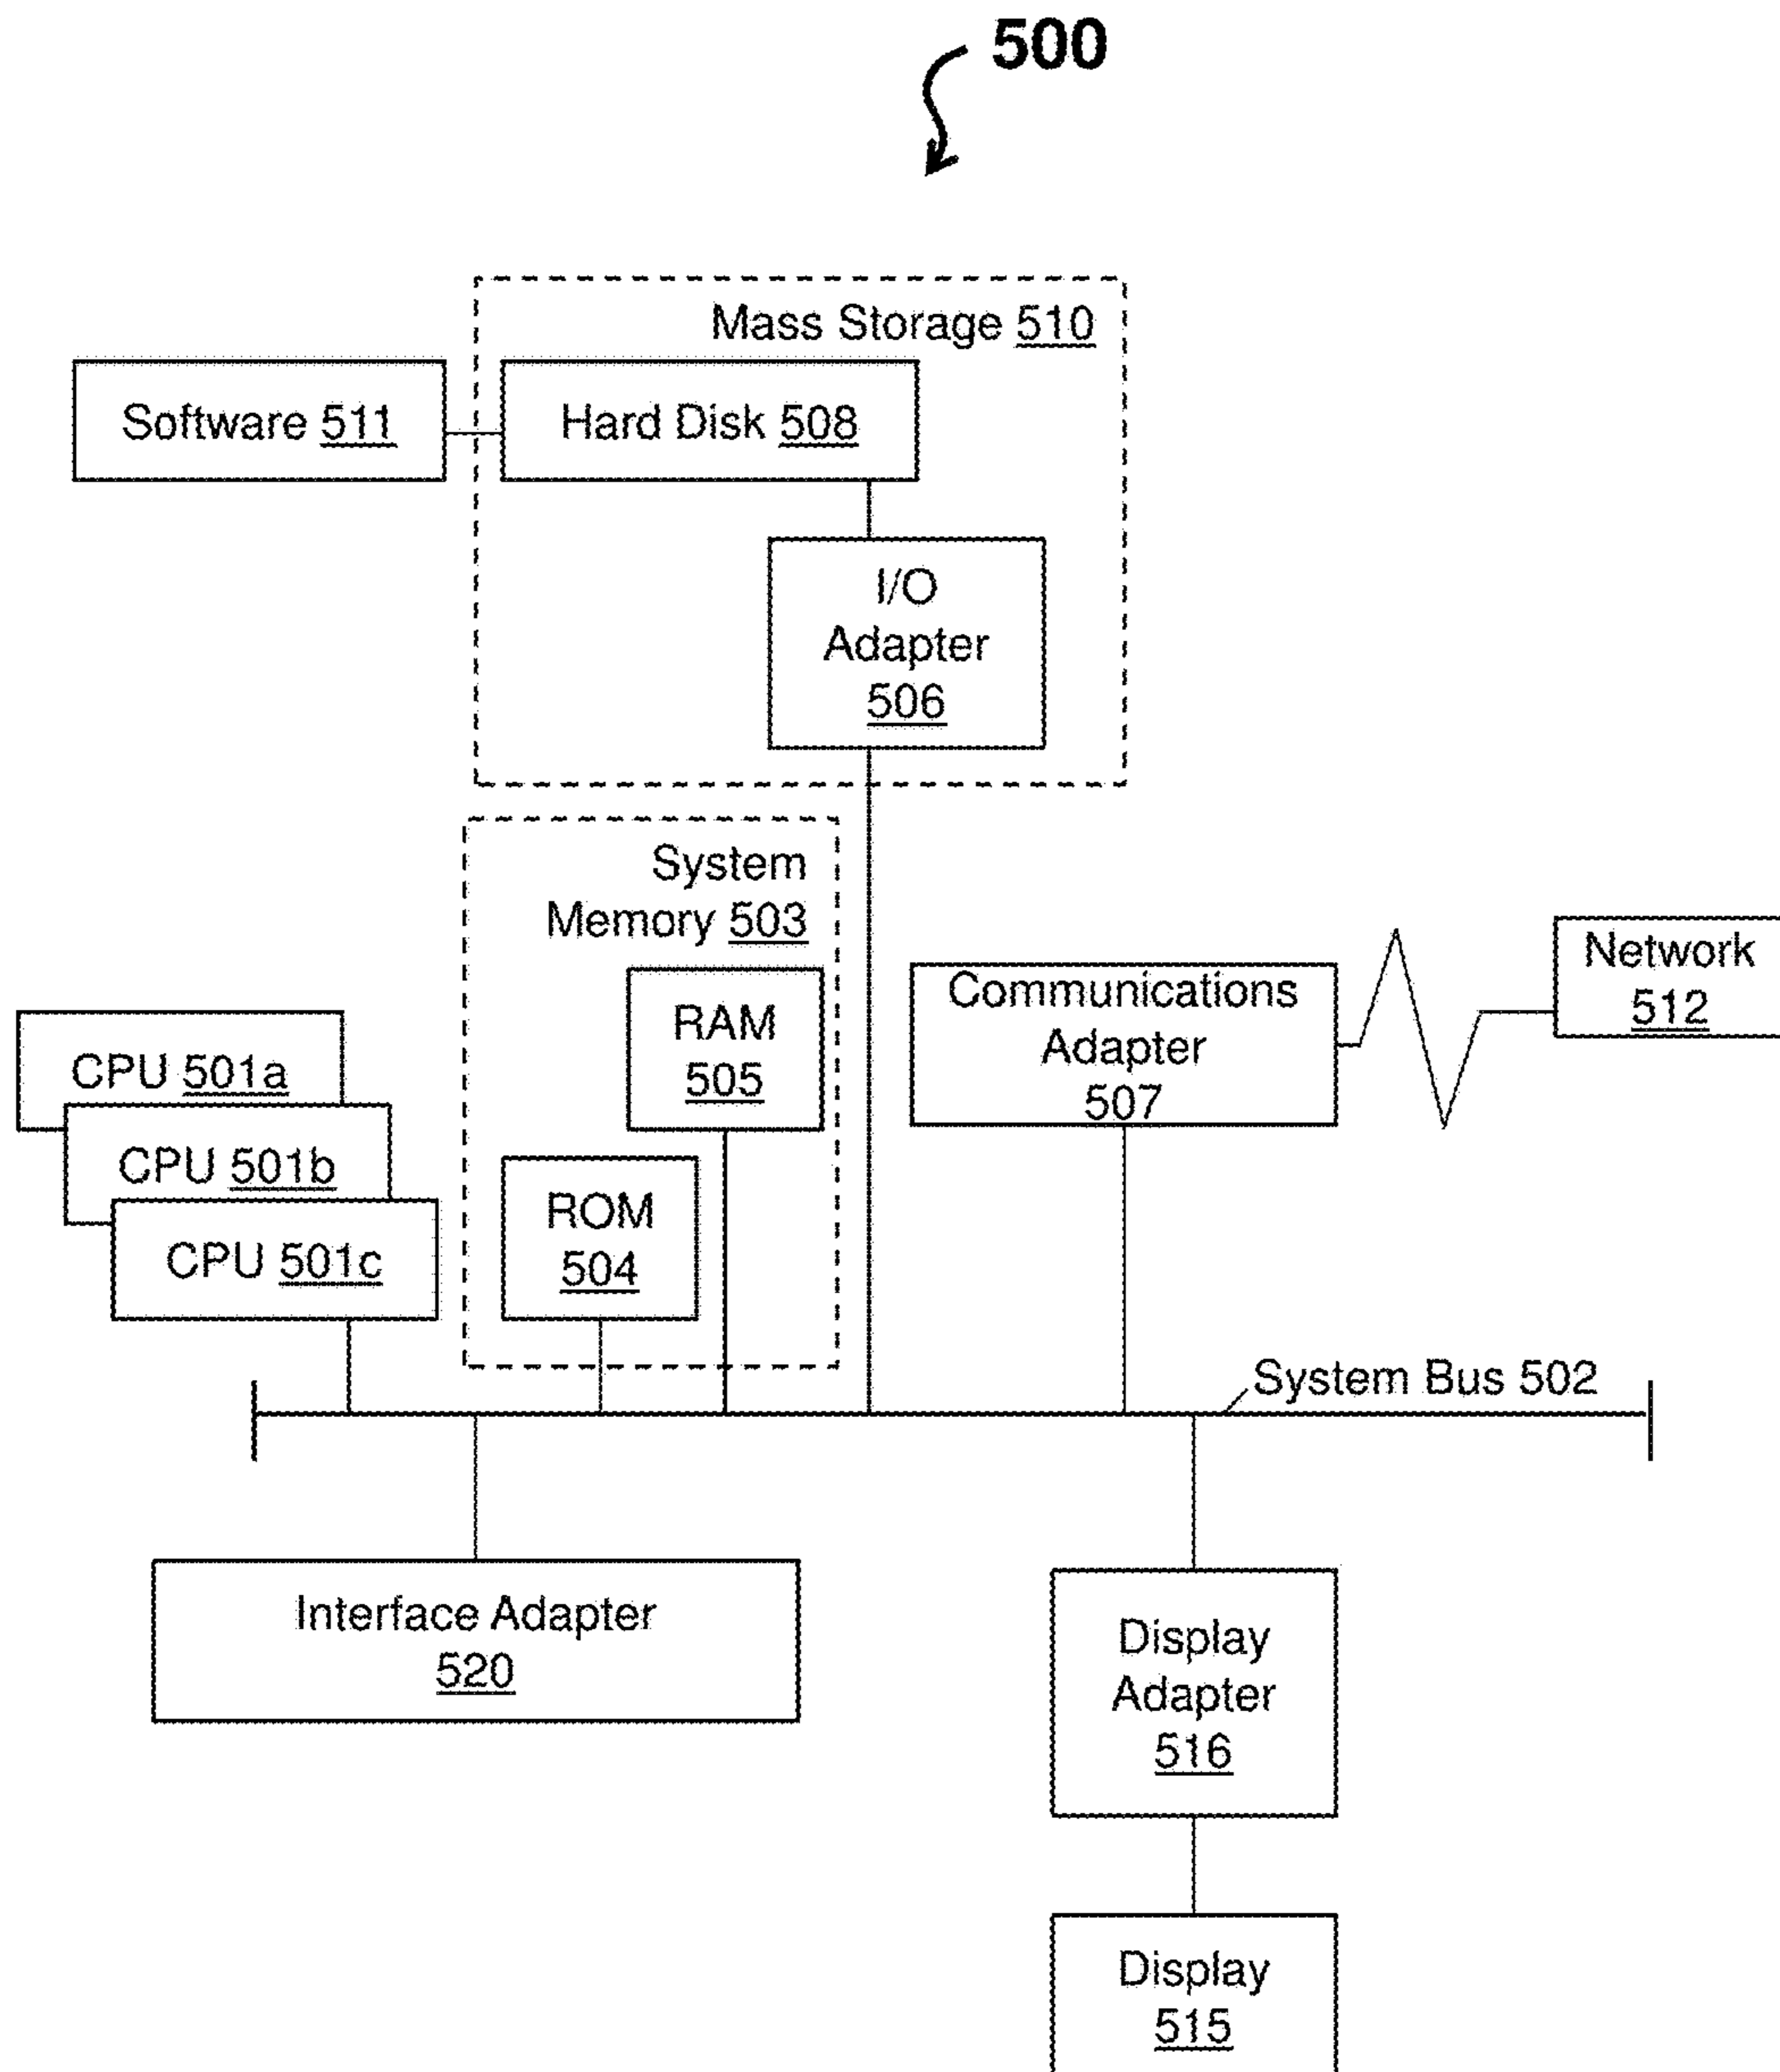 500
Mass Storage 510
Software 511
Hard Disk 508
I/O
Adapter
506
System
Memory 503
RAM
505
ROM
504
Communications
Adapter
507
Network
512
CPU 501a
CPU 501b
CPU 501c
System Bus 502
Interface Adapter
520
Display
Adapter
516
Display
515